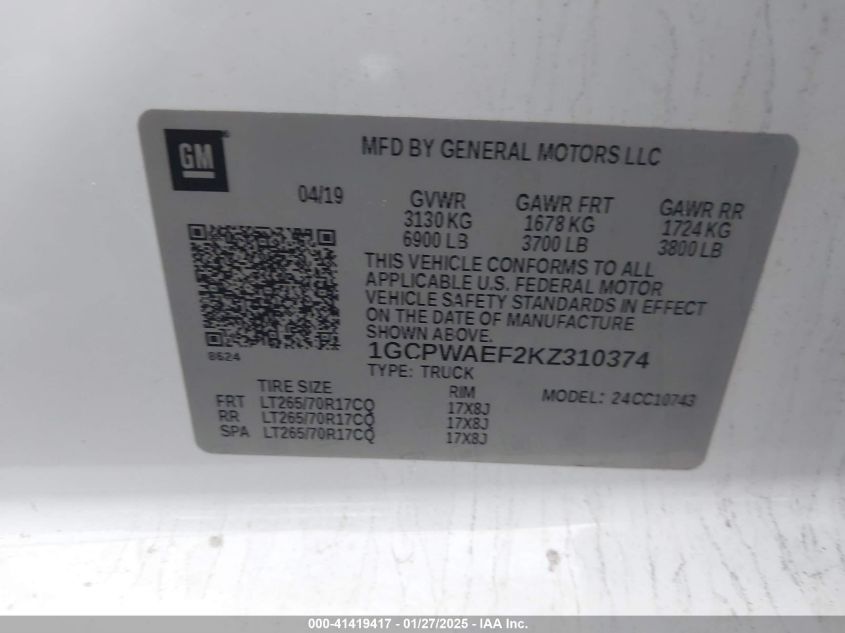 GM
MFD BY GENERAL MOTORS LLC
04/19 GVWR GAWR FRT GAWR RR
3130 KG 1678 KG 1724 KG
6900 LB 3700 LB 3800 LB
THIS VEHICLE CONFORMS TO ALL
APPLICABLE U.S. FEDERAL MOTOR
VEHICLE SAFETY STANDARDS IN EFFECT
ON THE DATE OF MANUFACTURE
SHOWN ABOVE.
8624
1GCPWAEF2KZ310374
TYPE: TRUCK
TIRE SIZE RIM MODEL: 24CC10743
FRT LT265/70R17CQ 17X8J
RR LT265/70R17CQ 17X8J
SPA LT265/70R17CQ 17X8J
000-41419417 - 01/27/2025 - IAA Inc.